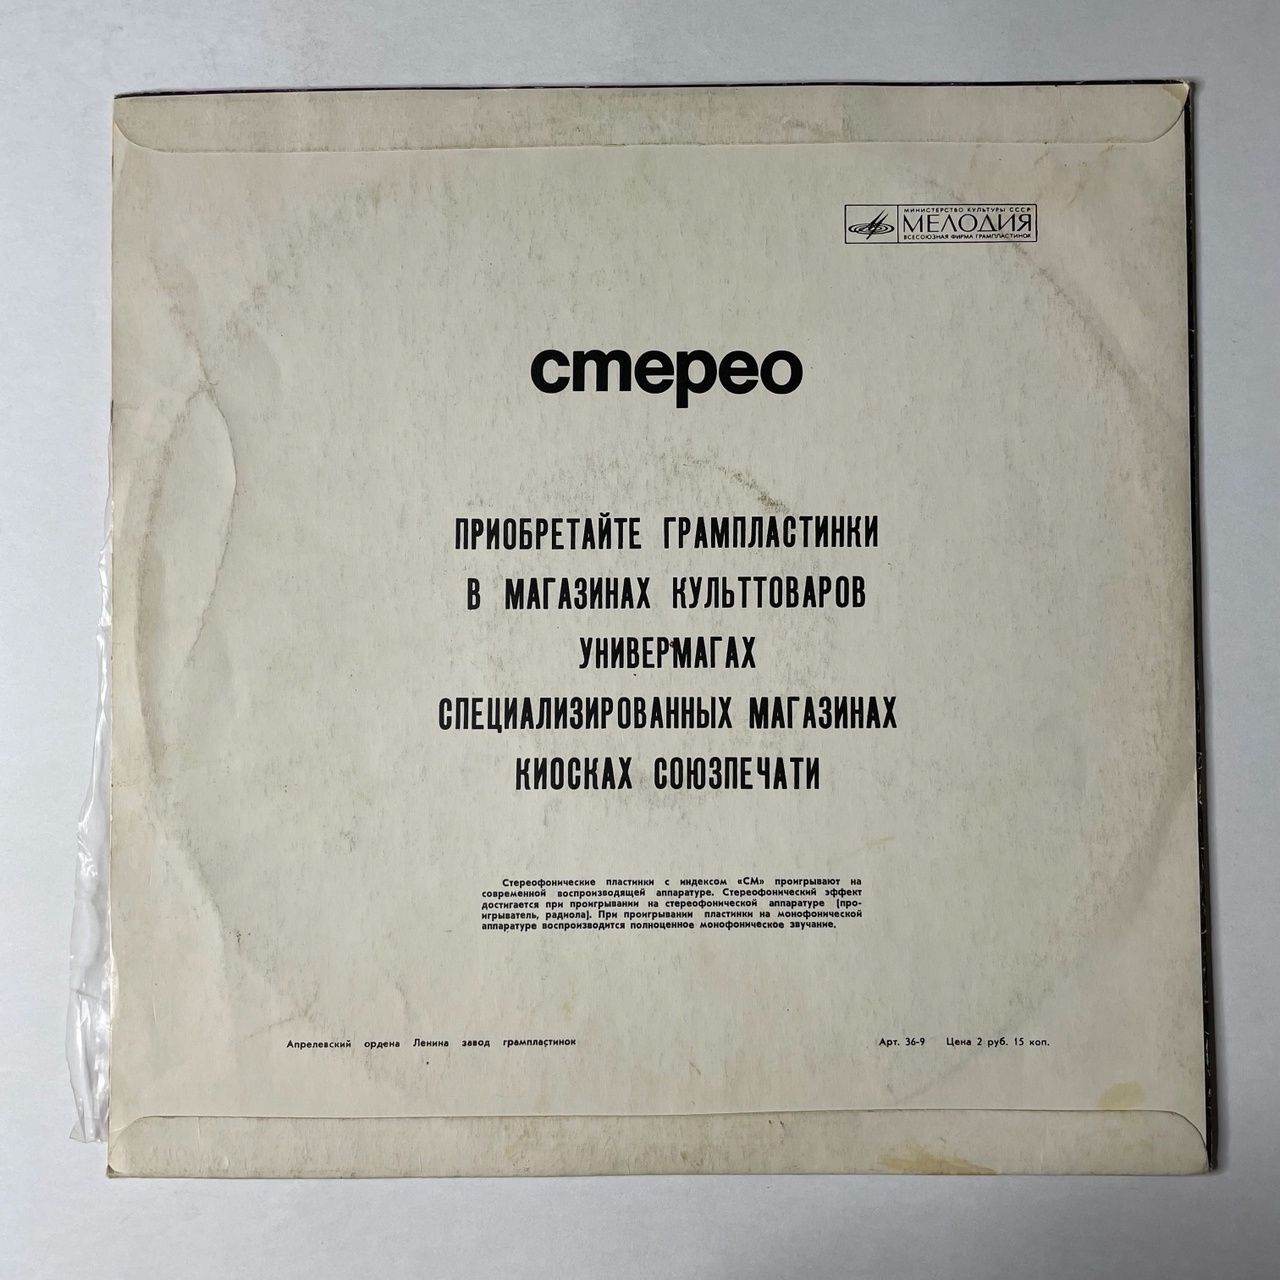 МИНИСТЕРСТВО КУЛЬТУРЫ СССР
МЕЛОДИЯ
ВСЕСОЮЗНАЯ ФИРМА ГРАМПЛАСТИНОК
стерео
ПРИОБРЕТАЙТЕ ГРАМПЛАСТИНКИ
В МАГАЗИНАХ КУЛЬТТОВАРОВ
УНИВЕРМАГАХ
СПЕЦИАЛИЗИРОВАННЫХ МАГАЗИНАХ
КИОСКАХ СОЮЗПЕЧАТИ
Стереофонические пластинки с индексом «СМ» проигрывают на
современной воспроизводящей аппаратуре. Стереофонический эффект
достигается при проигрывании на стереофонической аппаратуре (про-
игрыватель, радиола). При проигрывании пластинки на монофонической
аппаратуре воспроизводится полноценное монофоническое звучание.
Апрелевский ордена Ленина завод грампластинок
Арт. 36-9 Цена 2 руб. 15 коп.